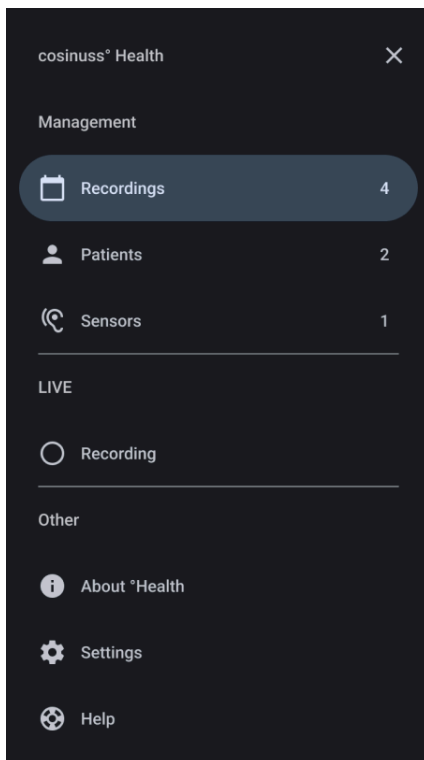 cosinuss° Health
Management
Recordings 4
Patients 2
Sensors 1
LIVE
Recording
Other
About °Health
Settings
Help